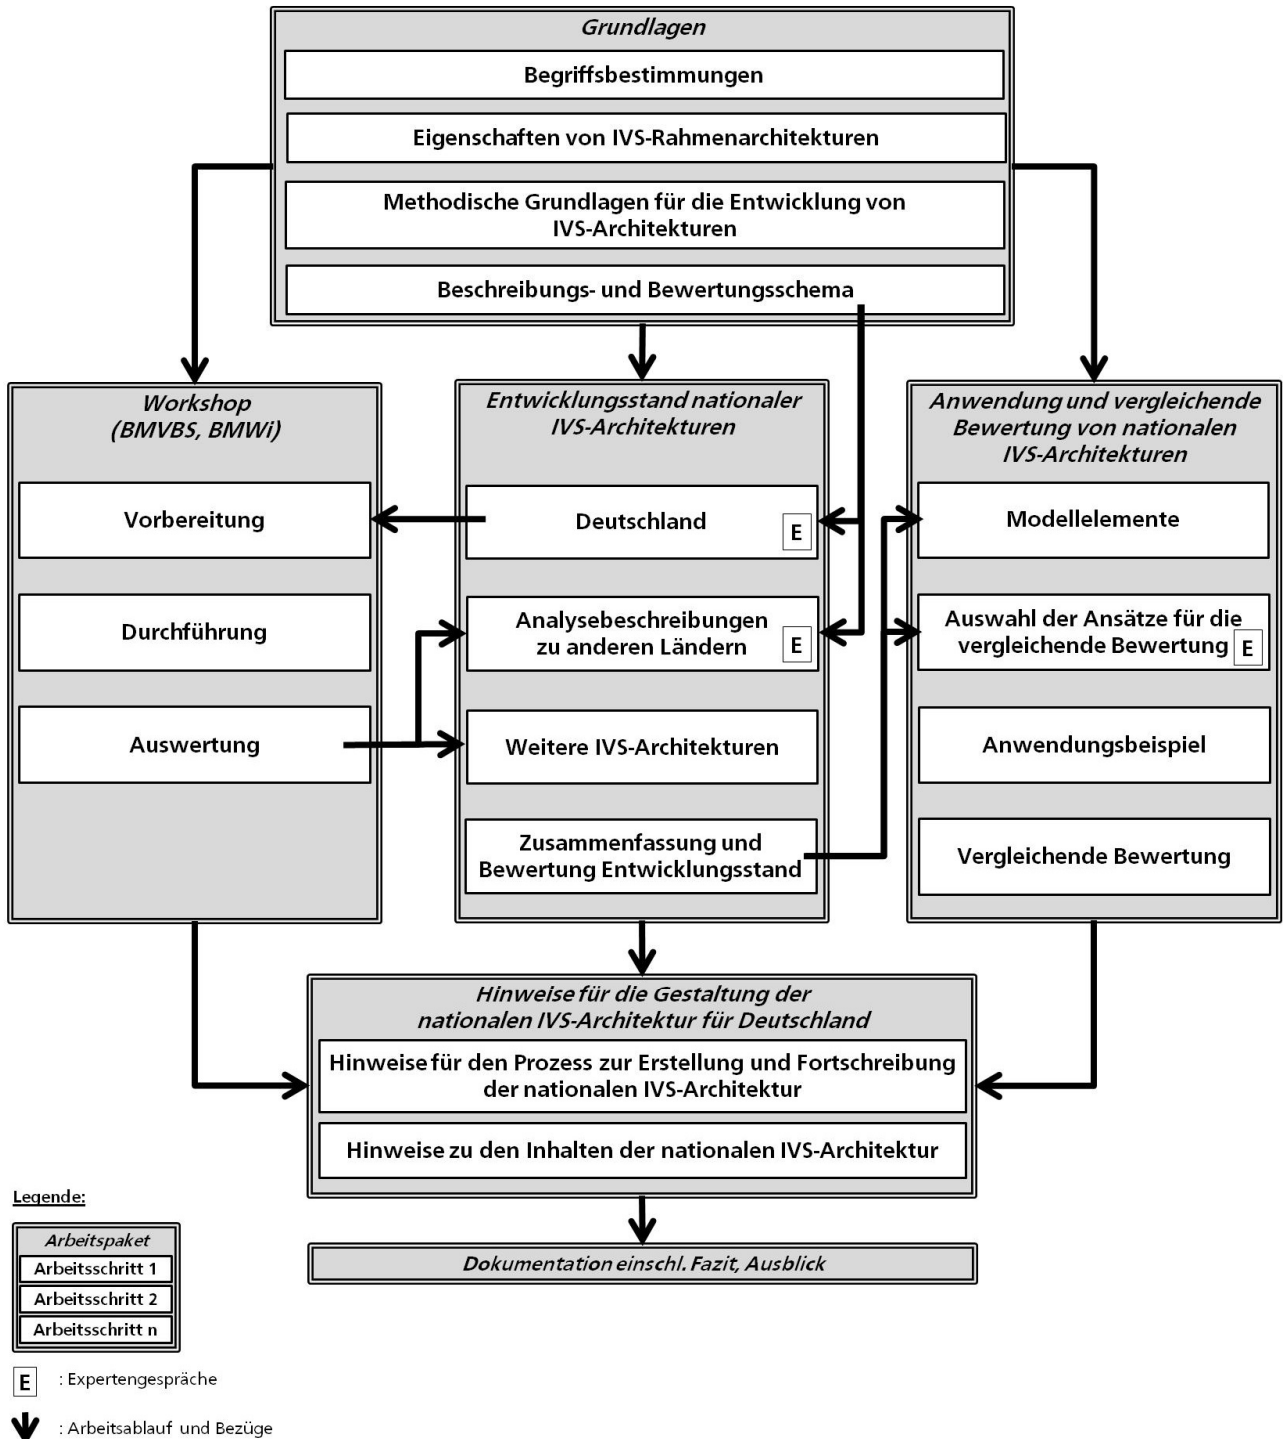 Grundlagen
Begriffsbestimmungen
Eigenschaften von IVS-Rahmenarchitekturen
Methodische Grundlagen für die Entwicklung von
IVS-Architekturen
Beschreibungs- und Bewertungsschema
Workshop
(BMVBS, BMWi)
Vorbereitung
Durchführung
Auswertung
Entwicklungsstand nationaler
IVS-Architekturen
Deutschland
E
Analysebeschreibungen
zu anderen Ländern
E
Weitere IVS-Architekturen
Zusammenfassung und
Bewertung Entwicklungsstand
Anwendung und vergleichende
Bewertung von nationalen
IVS-Architekturen
Modellelemente
Auswahl der Ansätze für die
vergleichende Bewertung
E
Anwendungsbeispiel
Vergleichende Bewertung
Hinweise für die Gestaltung der
nationalen IVS-Architektur für Deutschland
Hinweise für den Prozess zur Erstellung und Fortschreibung
der nationalen IVS-Architektur
Hinweise zu den Inhalten der nationalen IVS-Architektur
Dokumentation einschl. Fazit, Ausblick
Legende:
Arbeitspaket
Arbeitsschritt 1
Arbeitsschritt 2
Arbeitsschritt n
E : Expertengespräche
: Arbeitsablauf und Bezüge